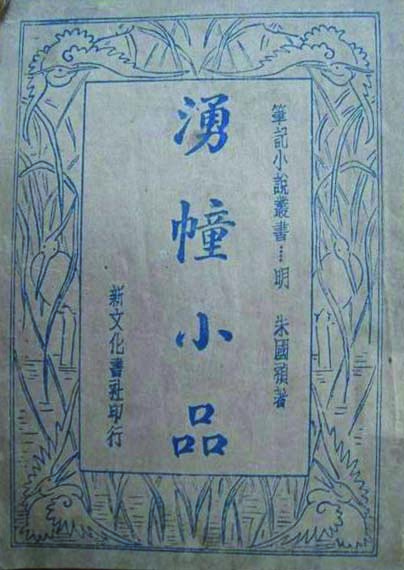 筆記小說叢書⋯明 朱國禎著
湧幢小品
新文化書社印行